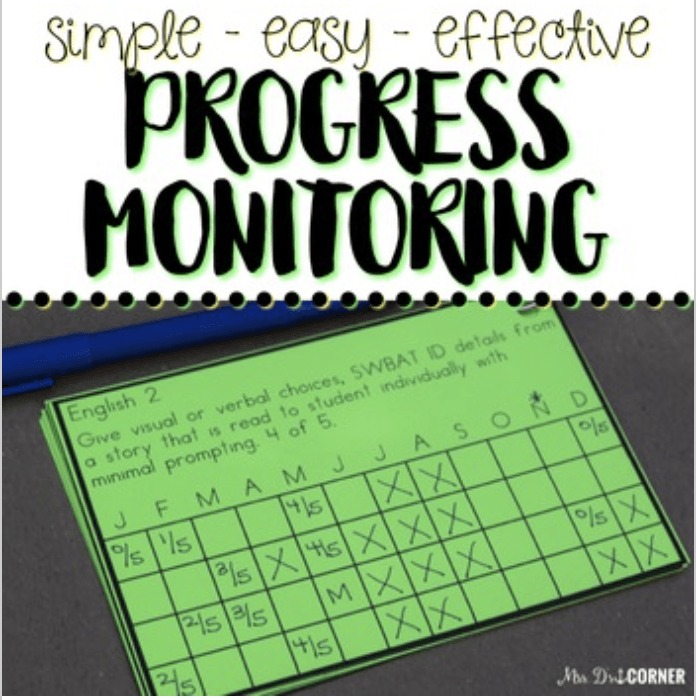 simple - easy - effective
PROGRESS
MONITORING
English 2
Give visual or verbal choices, SWBAT ID details from
a story that is read to student individually with
minimal prompting. 4 of 5.
J F M A M J J A S O N* D
0/5 1/5 4/5 X X 0/5
3/5 X 4/5 X X X
2/5 3/5 M X X X 0/5 X
2/5 4/5 X X X X
Mrs. D's CORNER